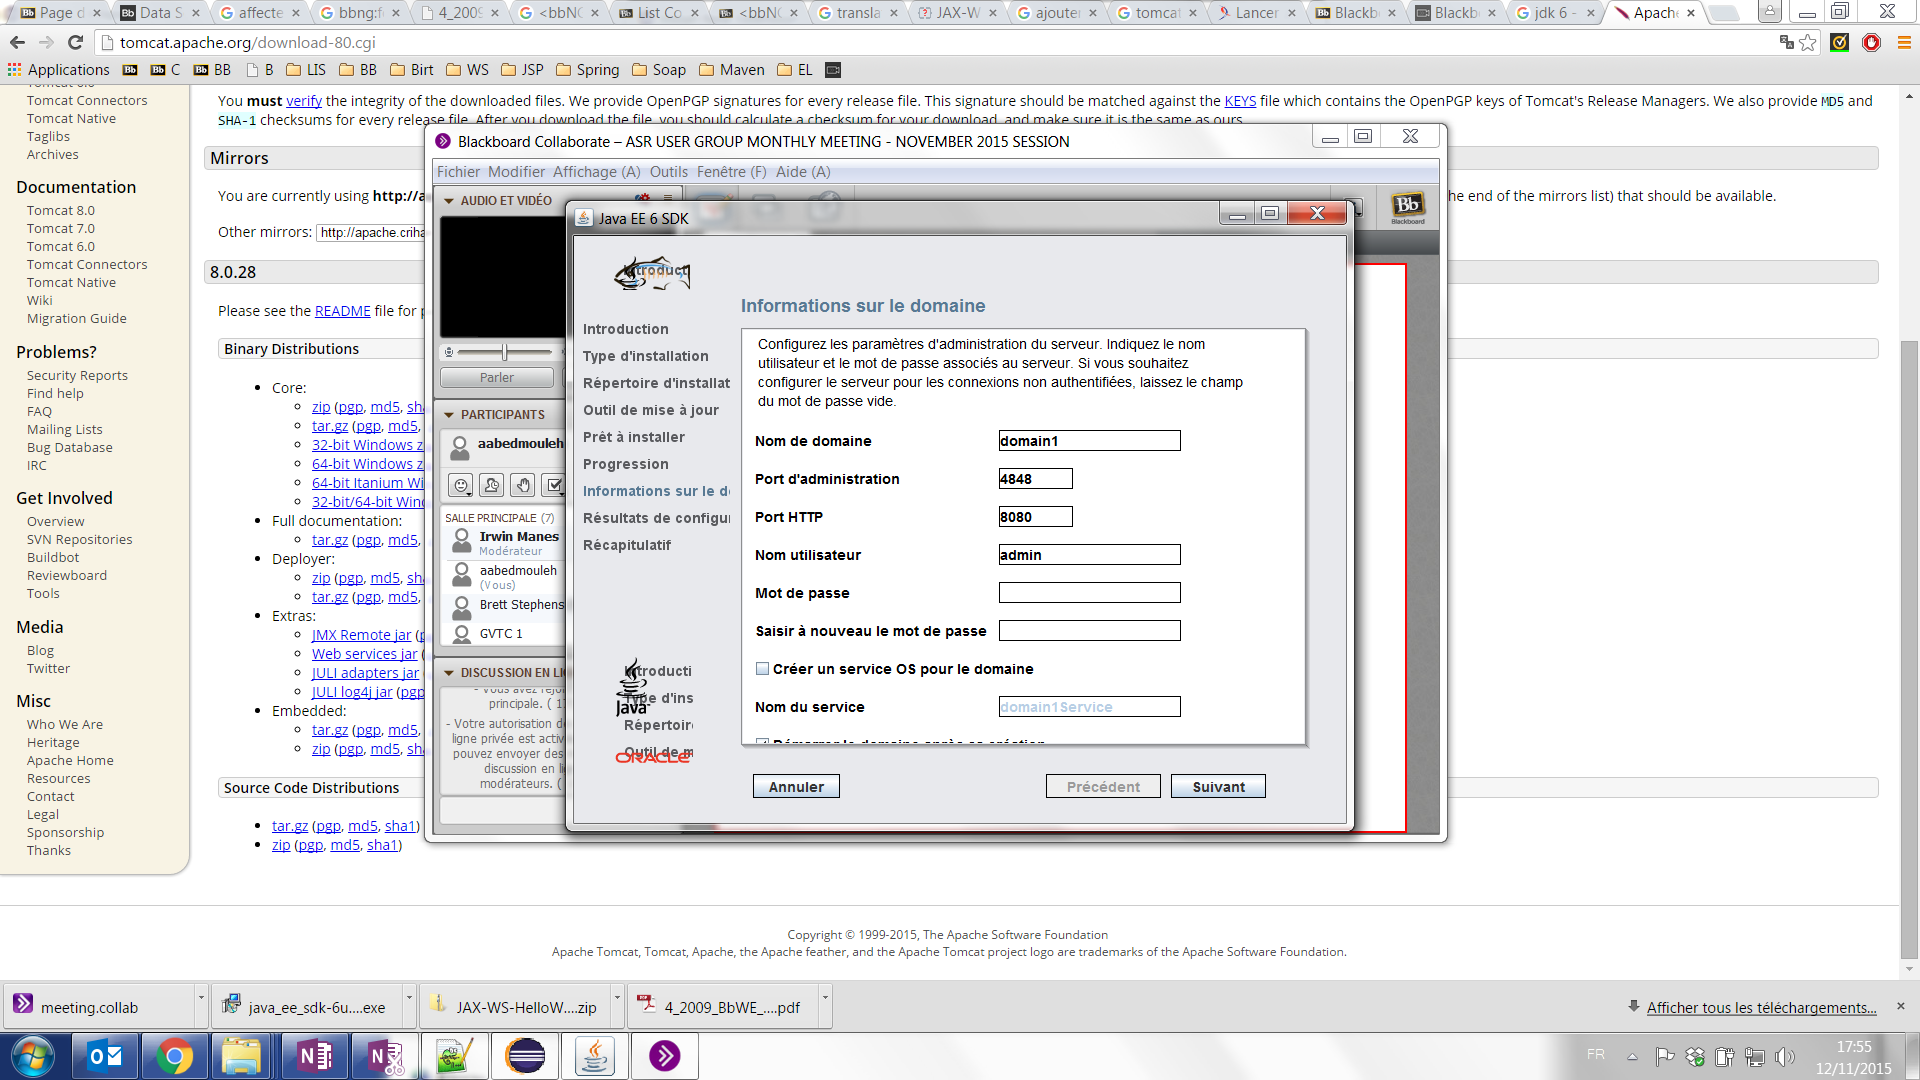 Page d
Data S
affecte
bbng:f
4_2009
<bbNC
List Co
<bbNC
transla
JAX-W
ajouter
tomcat
Lancer
Blackb
Blackb
jdk 6 -
Apache
tomcat.apache.org/download-80.cgi
Applications
C
BB
B
LIS
BB
Birt
WS
JSP
Spring
Soap
Maven
EL
Tomcat Connectors
Tomcat Native
Taglibs
Archives
Documentation
Tomcat 8.0
Tomcat 7.0
Tomcat 6.0
Tomcat Connectors
Tomcat Native
Wiki
Migration Guide
Problems?
Security Reports
Find help
FAQ
Mailing Lists
Bug Database
IRC
Get Involved
Overview
SVN Repositories
Buildbot
Reviewboard
Tools
Media
Blog
Twitter
Misc
Who We Are
Heritage
Apache Home
Resources
Contact
Legal
Sponsorship
Thanks
You must verify the integrity of the downloaded files. We provide OpenPGP signatures for every release file. This signature should be matched against the KEYS file which contains the OpenPGP keys of Tomcat's Release Managers. We also provide MD5 and
SHA-1 checksums for every release file. After you download the file, you should calculate a checksum for your download, and make sure it is the same as ours.
Mirrors
You are currently using http://a
he end of the mirrors list) that should be available.
Other mirrors: http://apache.criha
8.0.28
Please see the README file for p
Binary Distributions
Core:
zip (pgp, md5, sha
tar.gz (pgp, md5,
32-bit Windows z
64-bit Windows z
64-bit Itanium Wi
32-bit/64-bit Wind
Full documentation:
tar.gz (pgp, md5,
Deployer:
zip (pgp, md5, sha
tar.gz (pgp, md5,
Extras:
JMX Remote jar (p
Web services jar (
JULI adapters jar
JULI log4j jar (pgp
Embedded:
tar.gz (pgp, md5,
zip (pgp, md5, sha
Source Code Distributions
tar.gz (pgp, md5, sha1)
zip (pgp, md5, sha1)
Copyright © 1999-2015, The Apache Software Foundation
Apache Tomcat, Tomcat, Apache, the Apache feather, and the Apache Tomcat project logo are trademarks of the Apache Software Foundation.
Blackboard Collaborate – ASR USER GROUP MONTHLY MEETING - NOVEMBER 2015 SESSION
Fichier Modifier Affichage (A) Outils Fenêtre (F) Aide (A)
AUDIO ET VIDÉO
Bb
Blackboard
Parler
PARTICIPANTS
aabedmouleh
SALLE PRINCIPALE (7)
Irwin Manes
Modérateur
aabedmouleh
(Vous)
Brett Stephens
GVTC 1
DISCUSSION EN LI
- Vous avez rejoi
principale. ( 1
- Votre autorisation d
ligne privée est activ
pouvez envoyer des
discussion en li
modérateurs. (
Java EE 6 SDK
Introduct
Introduction
Type d'installation
Répertoire d'installat
Outil de mise à jour
Prêt à installer
Progression
Informations sur le d
Résultats de configu
Récapitulatif
Introducti
Type d'ins
Java
Répertoire
Outil de m
ORACLE
Informations sur le domaine
Configurez les paramètres d'administration du serveur. Indiquez le nom
utilisateur et le mot de passe associés au serveur. Si vous souhaitez
configurer le serveur pour les connexions non authentifiées, laissez le champ
du mot de passe vide.
Nom de domaine domain1
Port d'administration 4848
Port HTTP 8080
Nom utilisateur admin
Mot de passe
Saisir à nouveau le mot de passe
Créer un service OS pour le domaine
Nom du service domain1Service
Démarrer le domaine après sa création
Annuler
Précédent
Suivant
meeting.collab
java_ee_sdk-6u....exe
JAX-WS-HelloW....zip
4_2009_BbWE_....pdf
Afficher tous les téléchargements...
FR
17:55
12/11/2015